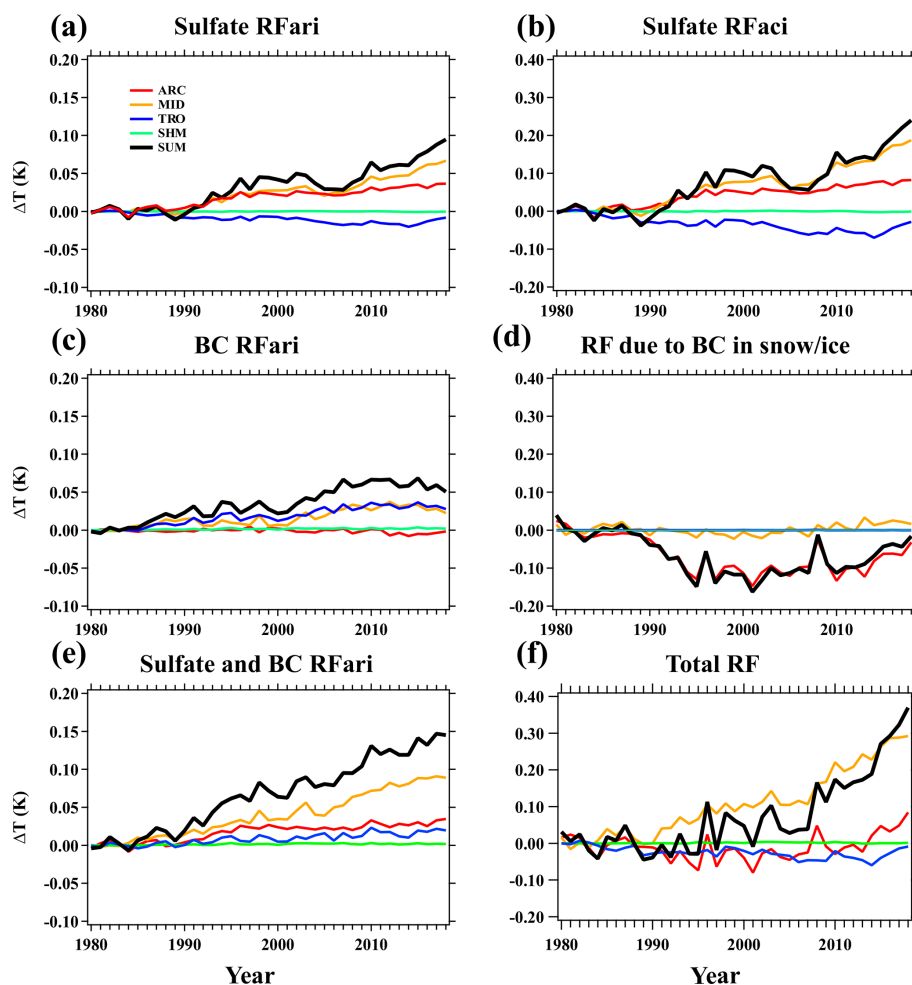 (a) Sulfate RFari
0.20
0.15
0.10
0.05
0.00
-0.05
-0.10
ΔT (K)
ARC
MID
TRO
SHM
SUM
1980 1990 2000 2010
(b) Sulfate RFaci
0.40
0.30
0.20
0.10
0.00
-0.10
-0.20
1980 1990 2000 2010
(c) BC RFari
0.20
0.15
0.10
0.05
0.00
-0.05
-0.10
ΔT (K)
1980 1990 2000 2010
(d) RF due to BC in snow/ice
0.40
0.30
0.20
0.10
0.00
-0.10
-0.20
1980 1990 2000 2010
(e) Sulfate and BC RFari
0.20
0.15
0.10
0.05
0.00
-0.05
-0.10
ΔT (K)
1980 1990 2000 2010
Year
(f) Total RF
0.40
0.30
0.20
0.10
0.00
-0.10
-0.20
1980 1990 2000 2010
Year